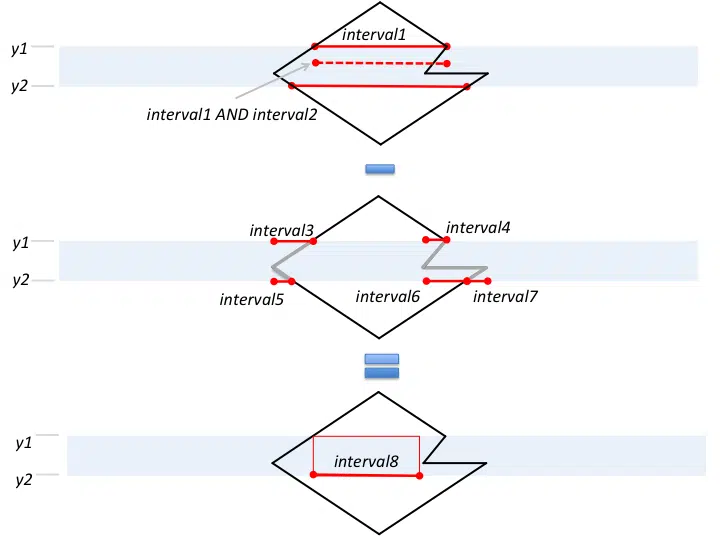 interval1
y1
y2
interval1 AND interval2
interval3
interval4
y1
y2
interval5
interval6
interval7
y1
interval8
y2